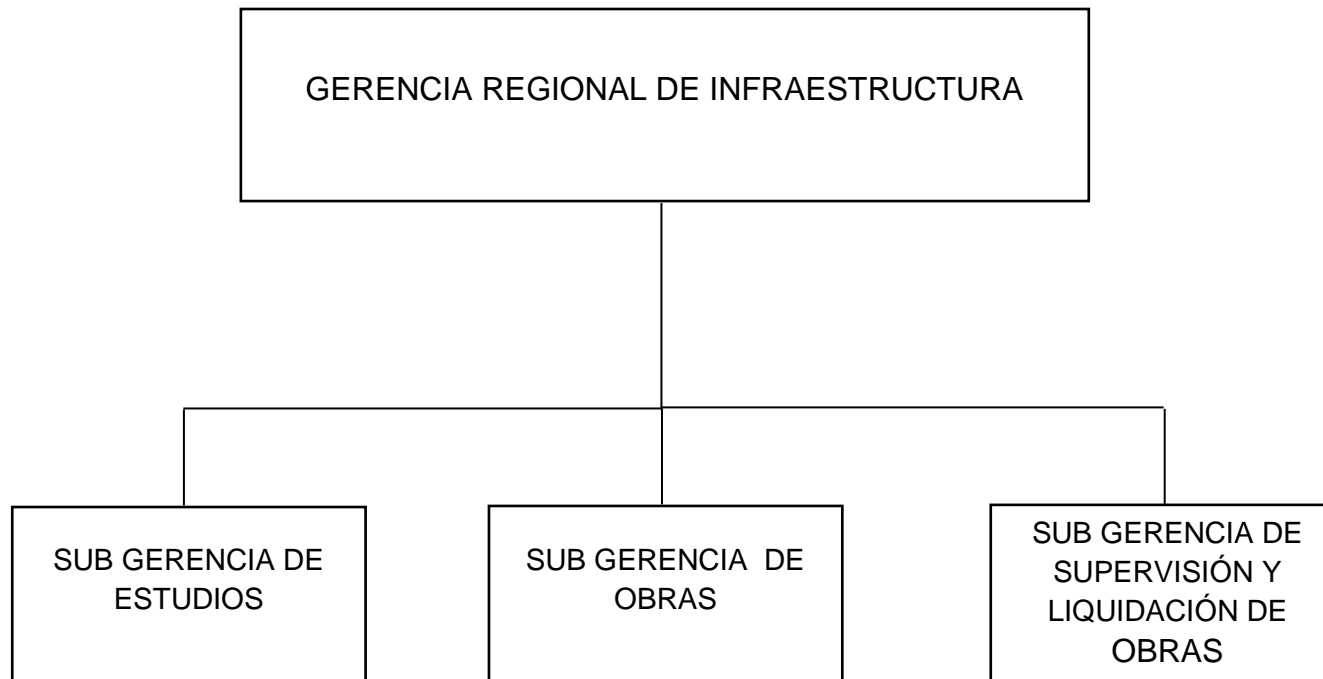 GERENCIA REGIONAL DE INFRAESTRUCTURA
SUB GERENCIA DE
ESTUDIOS
SUB GERENCIA DE
OBRAS
SUB GERENCIA DE
SUPERVISIÓN Y
LIQUIDACIÓN DE
OBRAS